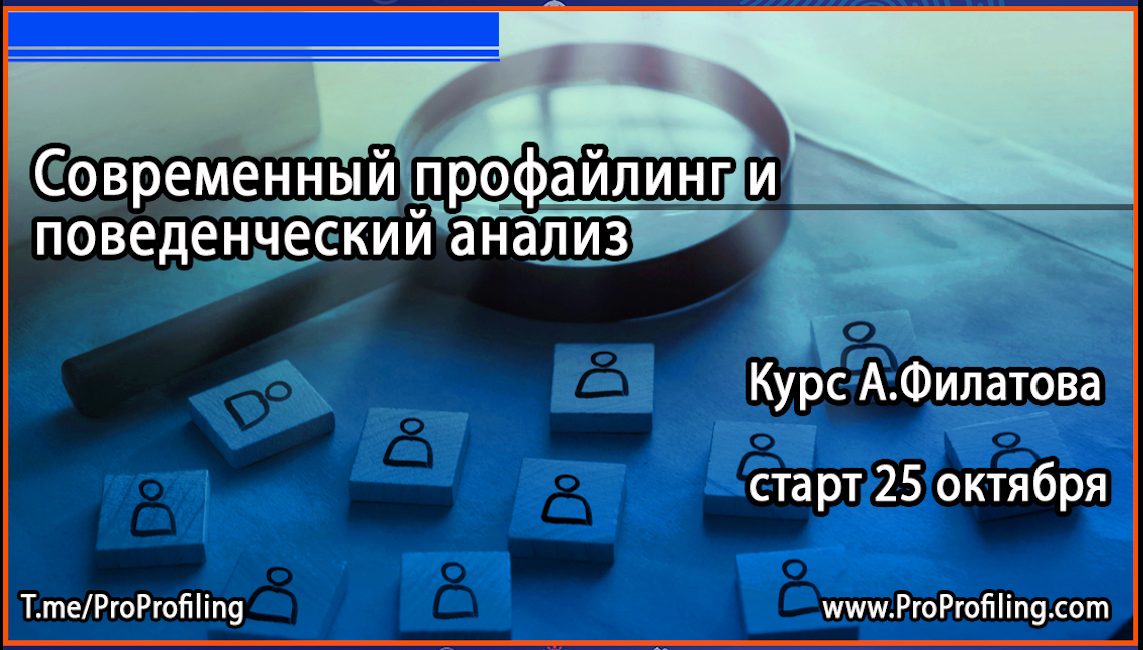 Современный профайлинг и
поведенческий анализ
Курс А.Филатова
старт 25 октября
T.me/ProProfiling
www.ProProfiling.com